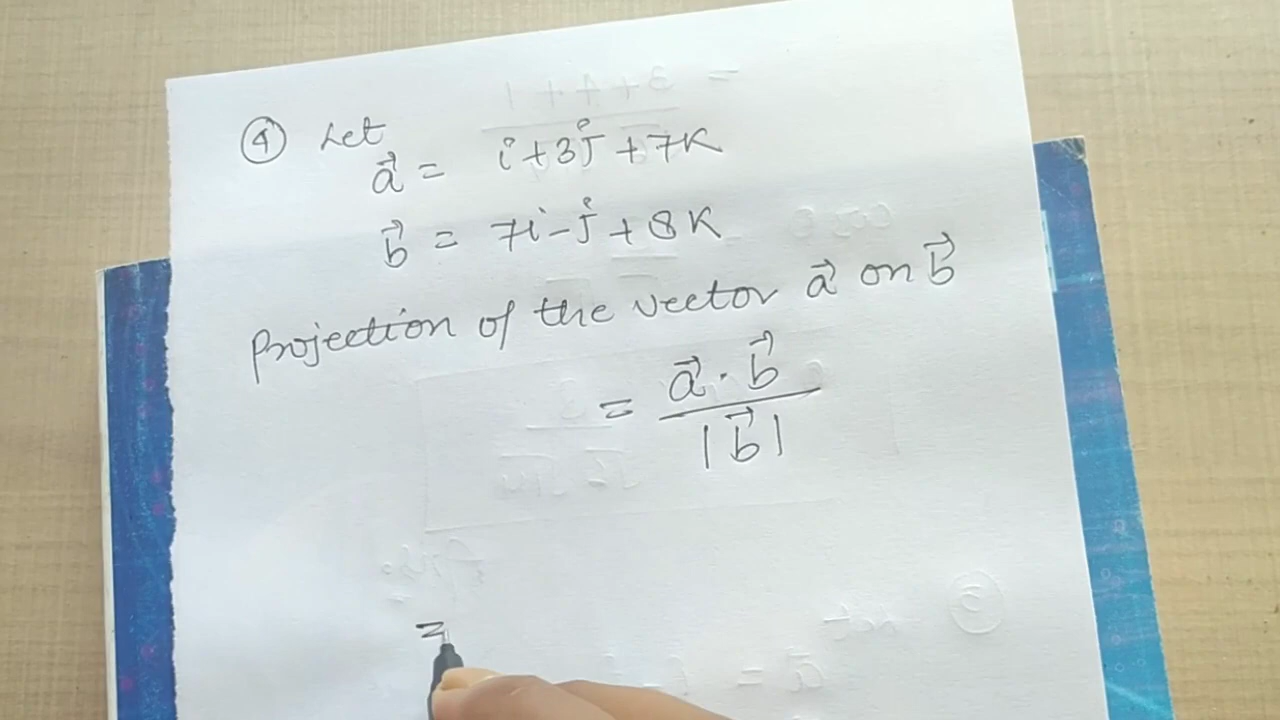 ④ Let
a⃗ = i+3j+7k
b⃗ = 7i-j+8k
Projection of the vector a⃗ on b⃗
= a⃗ · b⃗
|b⃗|
=